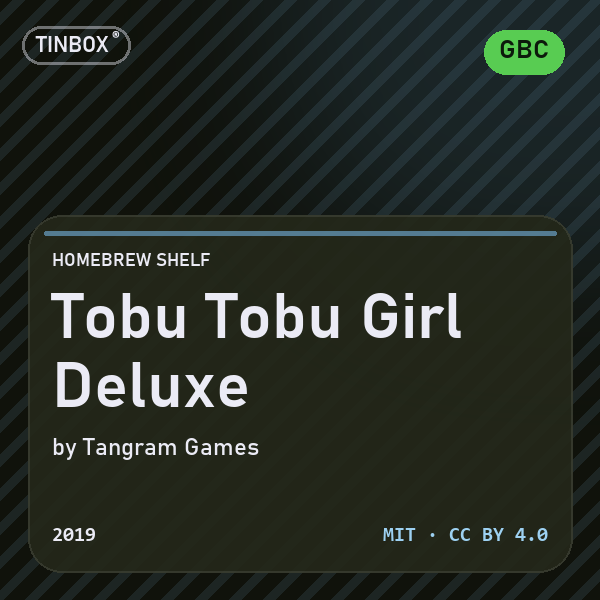 TINBOX®
GBC
HOMEBREW SHELF
Tobu Tobu Girl
Deluxe
by Tangram Games
2019
MIT · CC BY 4.0